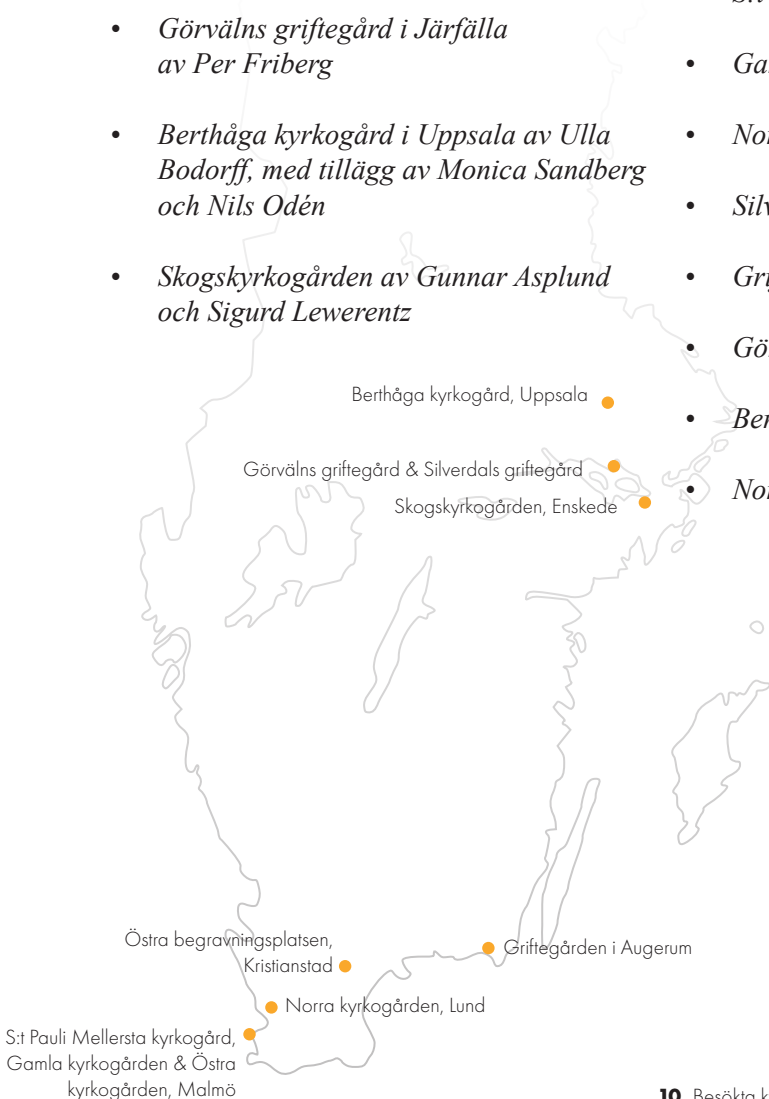 • Görvälns griftegård i Järfälla
av Per Friberg
• Berthåga kyrkogård i Uppsala av Ulla
Bodorff, med tillägg av Monica Sandberg
och Nils Odén
• Skogskyrkogården av Gunnar Asplund
och Sigurd Lewerentz
Berthåga kyrkogård, Uppsala
Görvälns griftegård & Silverdals griftegård
Skogskyrkogården, Enskede
Östra begravningsplatsen,
Kristianstad
Griftegården i Augerum
Norra kyrkogården, Lund
S:t Pauli Mellersta kyrkogård,
Gamla kyrkogården & Östra
kyrkogården, Malmö
10 Besökta